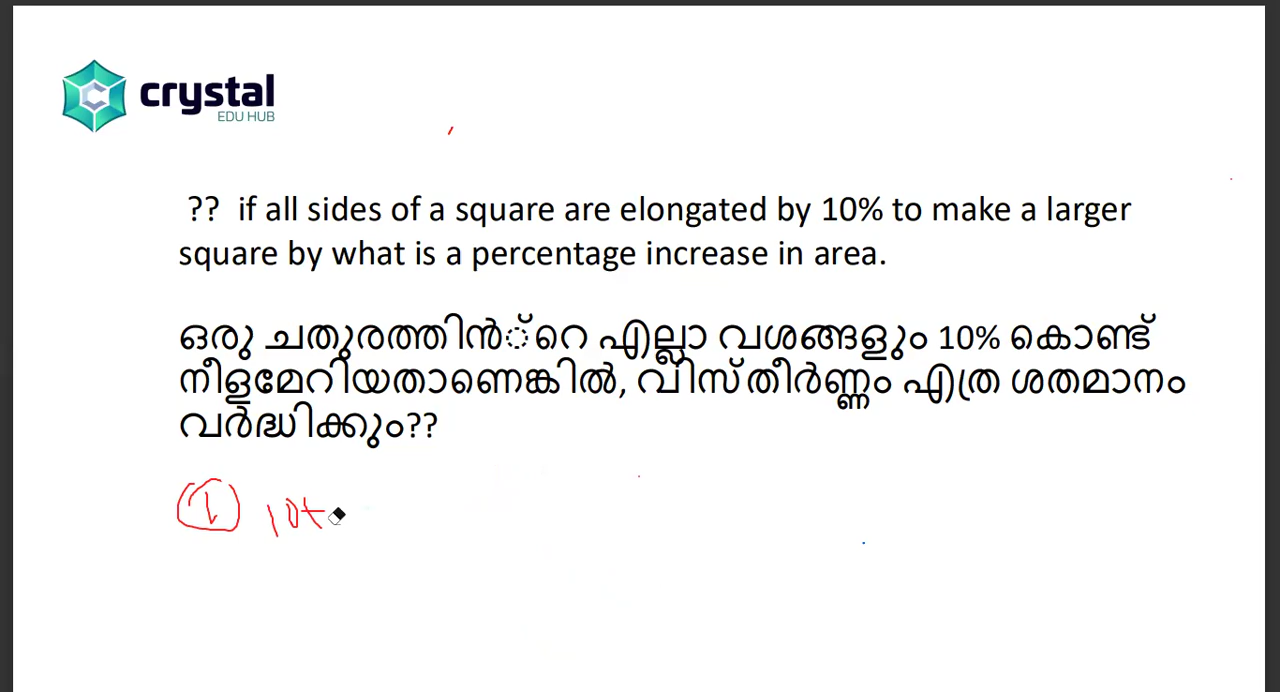 crystal
EDU HUB
?? if all sides of a square are elongated by 10% to make a larger
square by what is a percentage increase in area.
ഒരു ചതുരത്തിൻ്റെ എല്ലാ വശങ്ങളും 10% കൊണ്ട്
നീളമേറിയതാണെങ്കിൽ, വിസ്തീർണ്ണം എത്ര ശതമാനം
വർദ്ധിക്കും??
1 10+